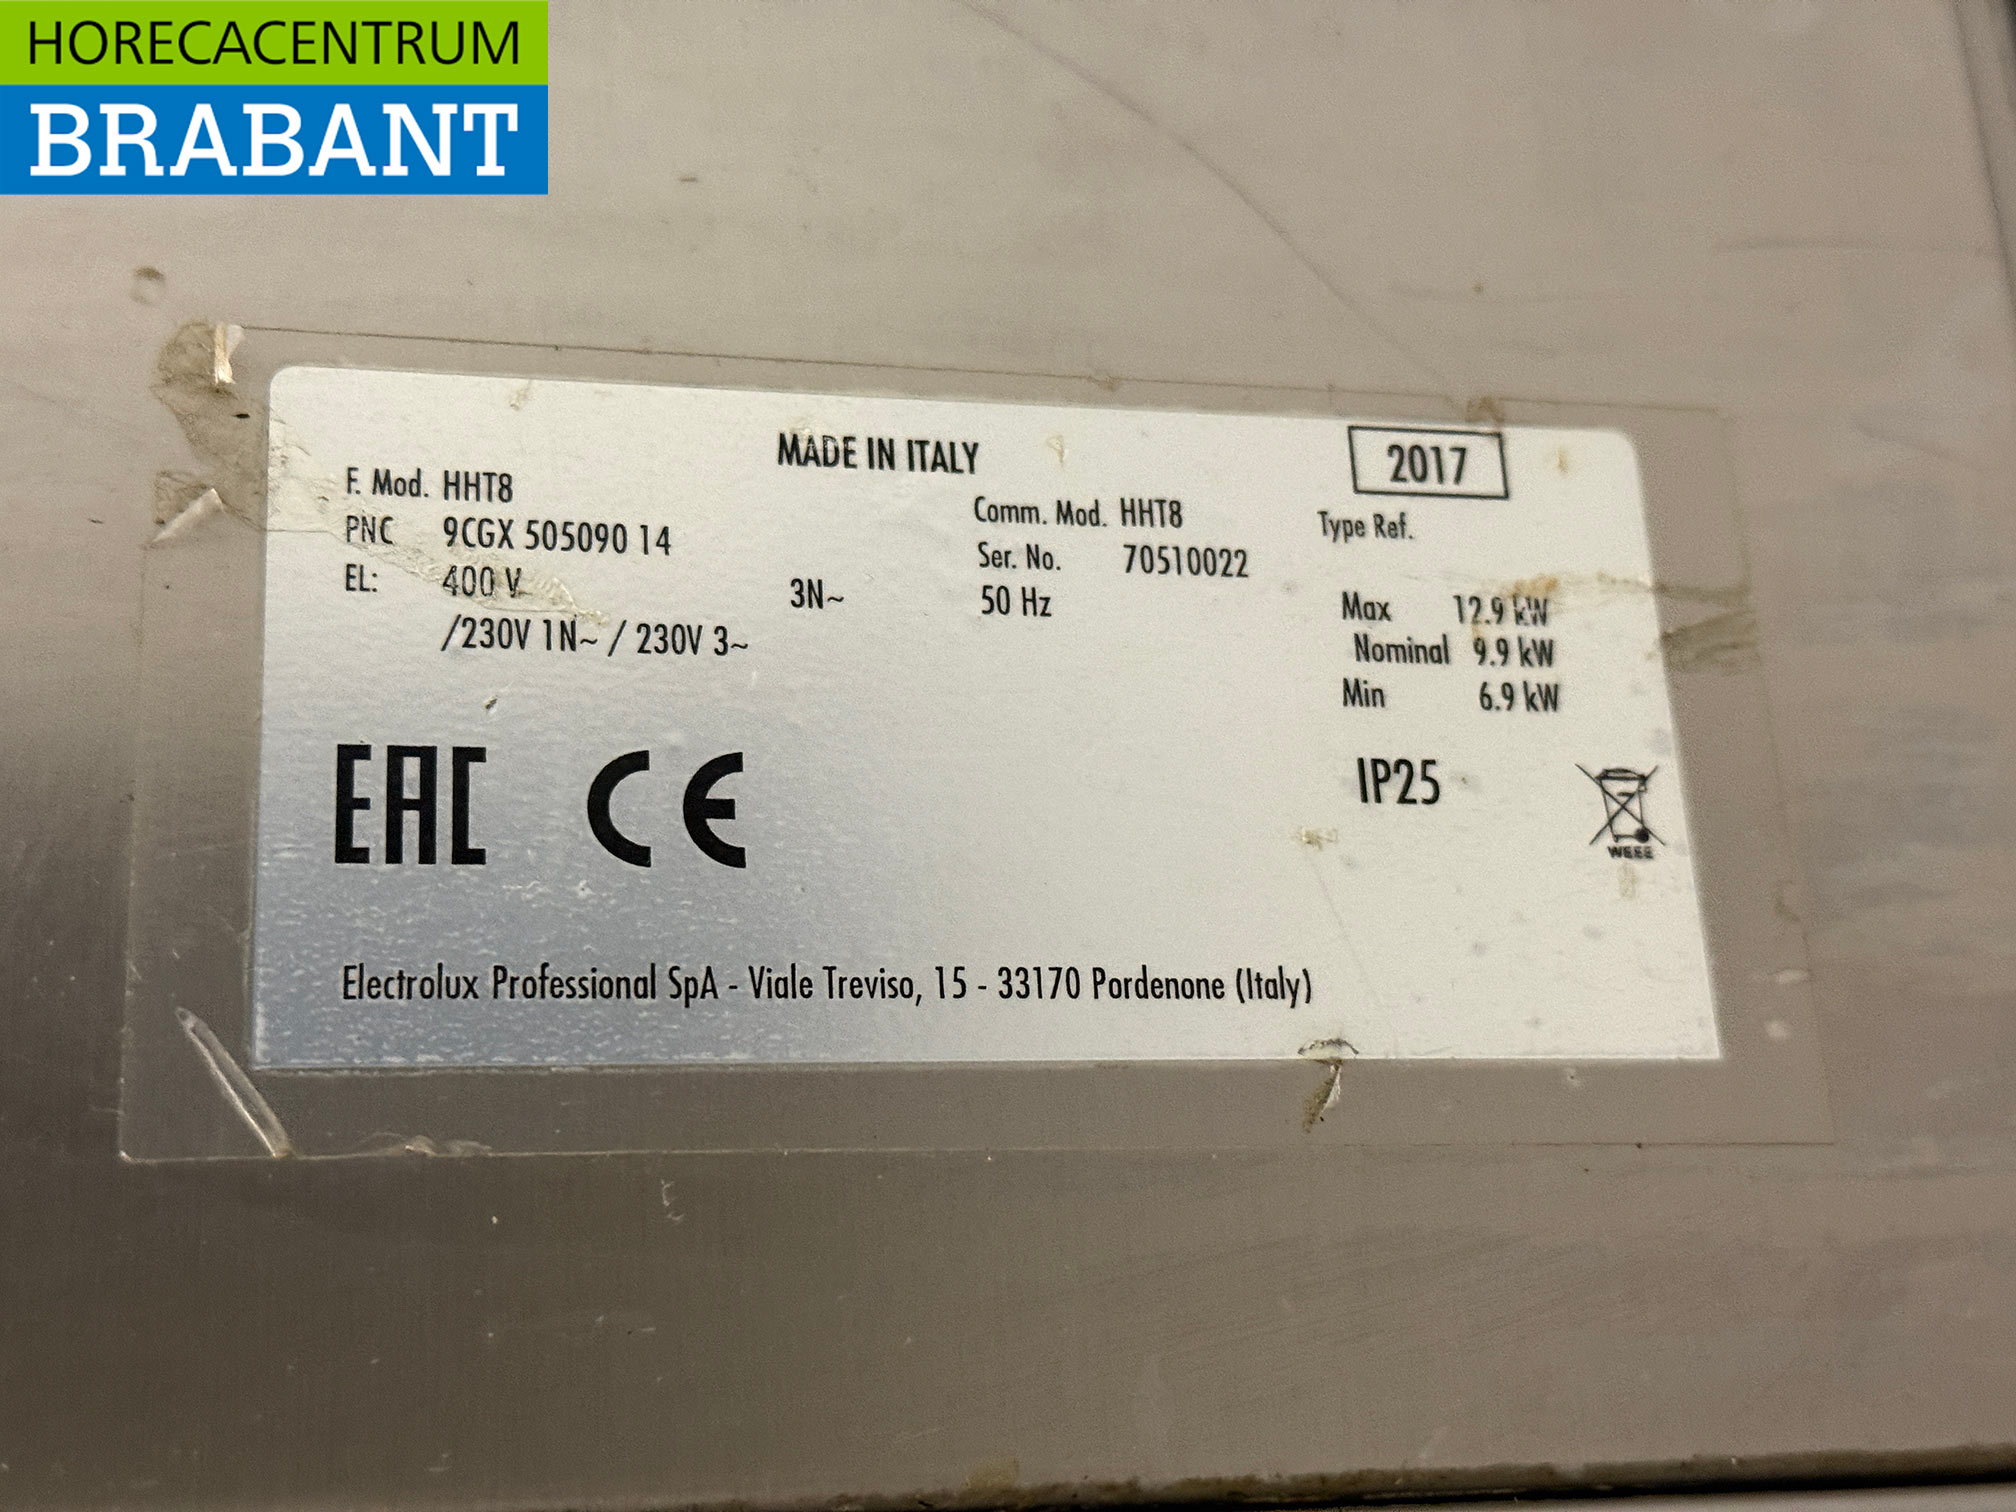 HORECACENTRUM
BRABANT
MADE IN ITALY
2017
F. Mod. HHT8
Comm. Mod. HHT8
Type Ref.
PNC 9CGX 505090 14
Ser. No. 70510022
EL: 400 V 3N~ 50 Hz
/230V 1N~ / 230V 3~
Max 12.9 kW
Nominal 9.9 kW
Min 6.9 kW
EAC CE
IP25
WEEE
Electrolux Professional SpA - Viale Treviso, 15 - 33170 Pordenone (Italy)